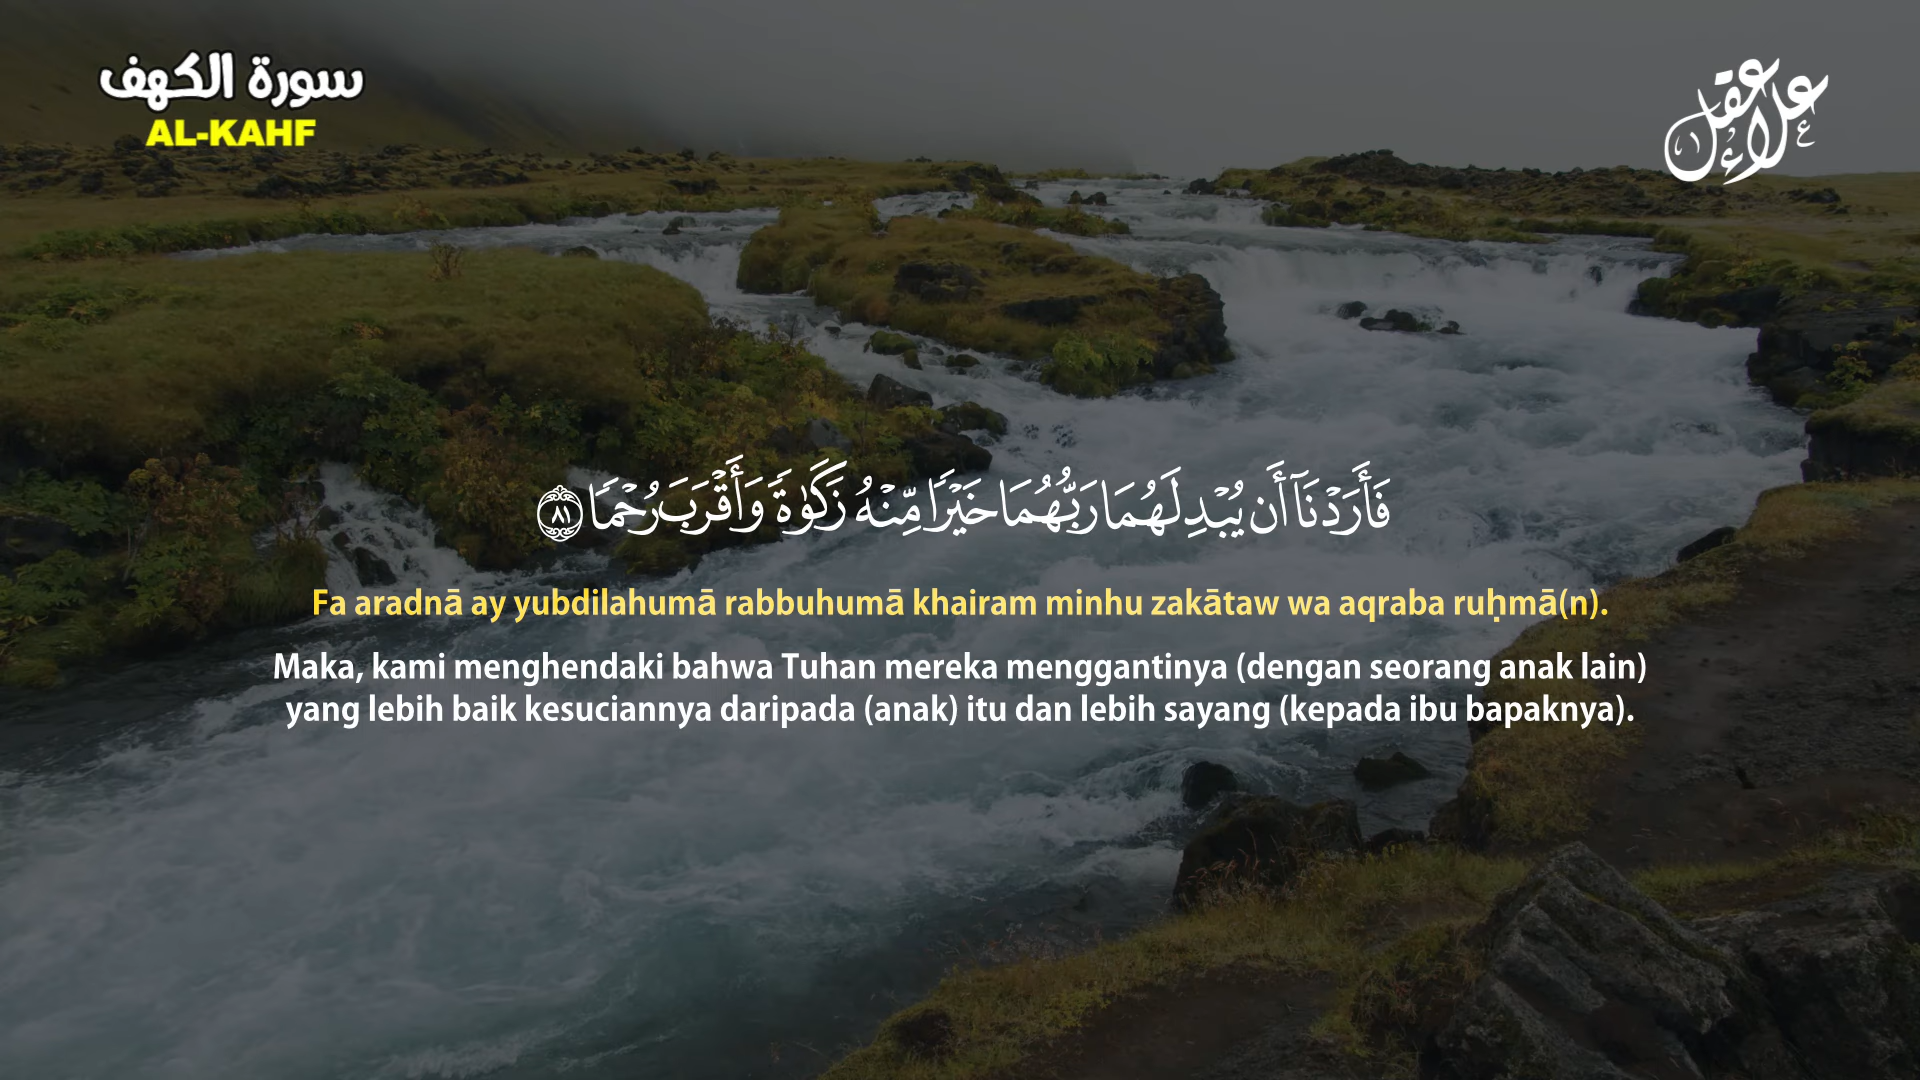 سورة الكهف
AL-KAHF
علاء عقل
فَأَرَدْنَآ أَن يُبْدِلَهُمَا رَبُّهُمَا خَيْرًا مِّنْهُ زَكَوٰةً وَأَقْرَبَ رُحْمًا ٨١
Fa aradnā ay yubdilahumā rabbuhumā khairam minhu zakātaw wa aqraba ruḥmā(n).
Maka, kami menghendaki bahwa Tuhan mereka menggantinya (dengan seorang anak lain)
yang lebih baik kesuciannya daripada (anak) itu dan lebih sayang (kepada ibu bapaknya).